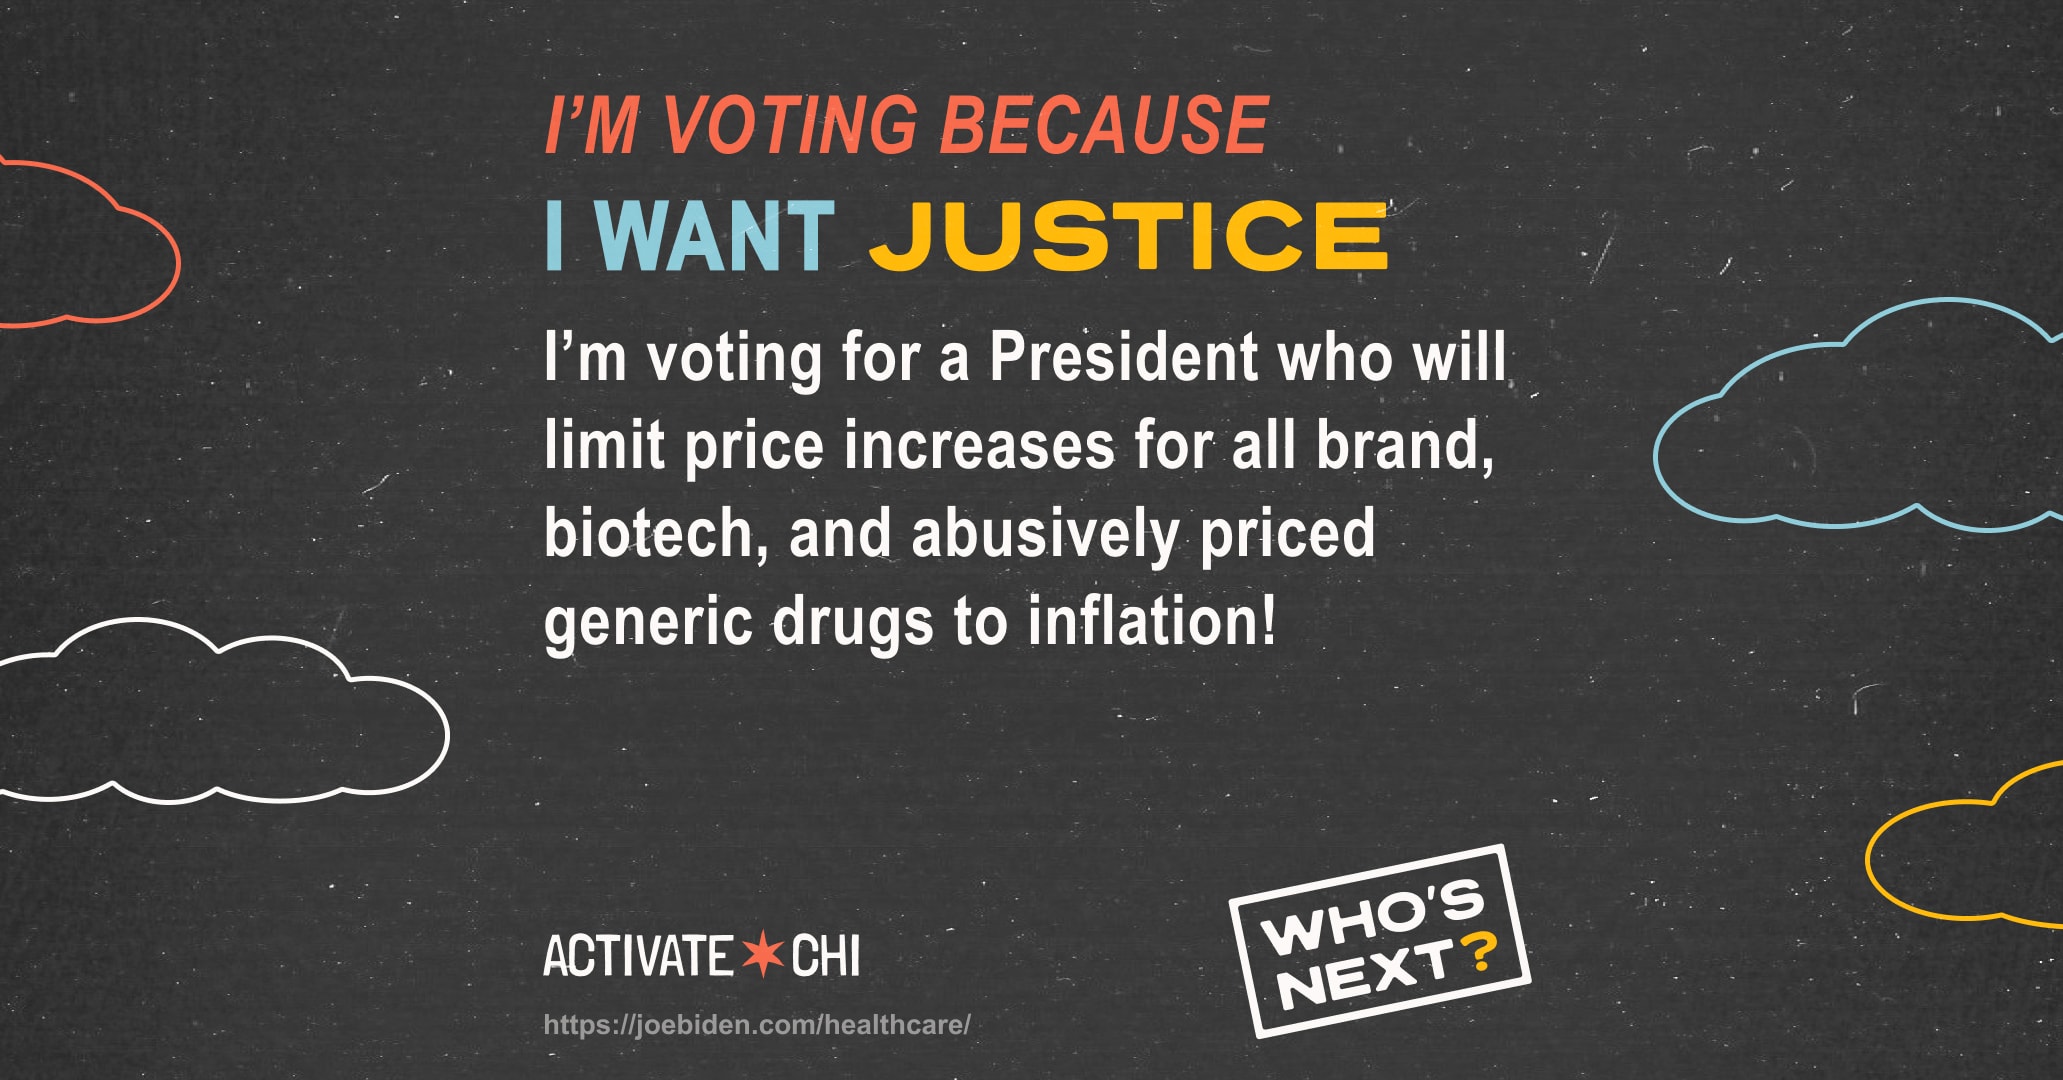 I’M VOTING BECAUSE
I WANT JUSTICE
I’m voting for a President who will
limit price increases for all brand,
biotech, and abusively priced
generic drugs to inflation!
ACTIVATE CHI
https://joebiden.com/healthcare/
WHO'S
NEXT?